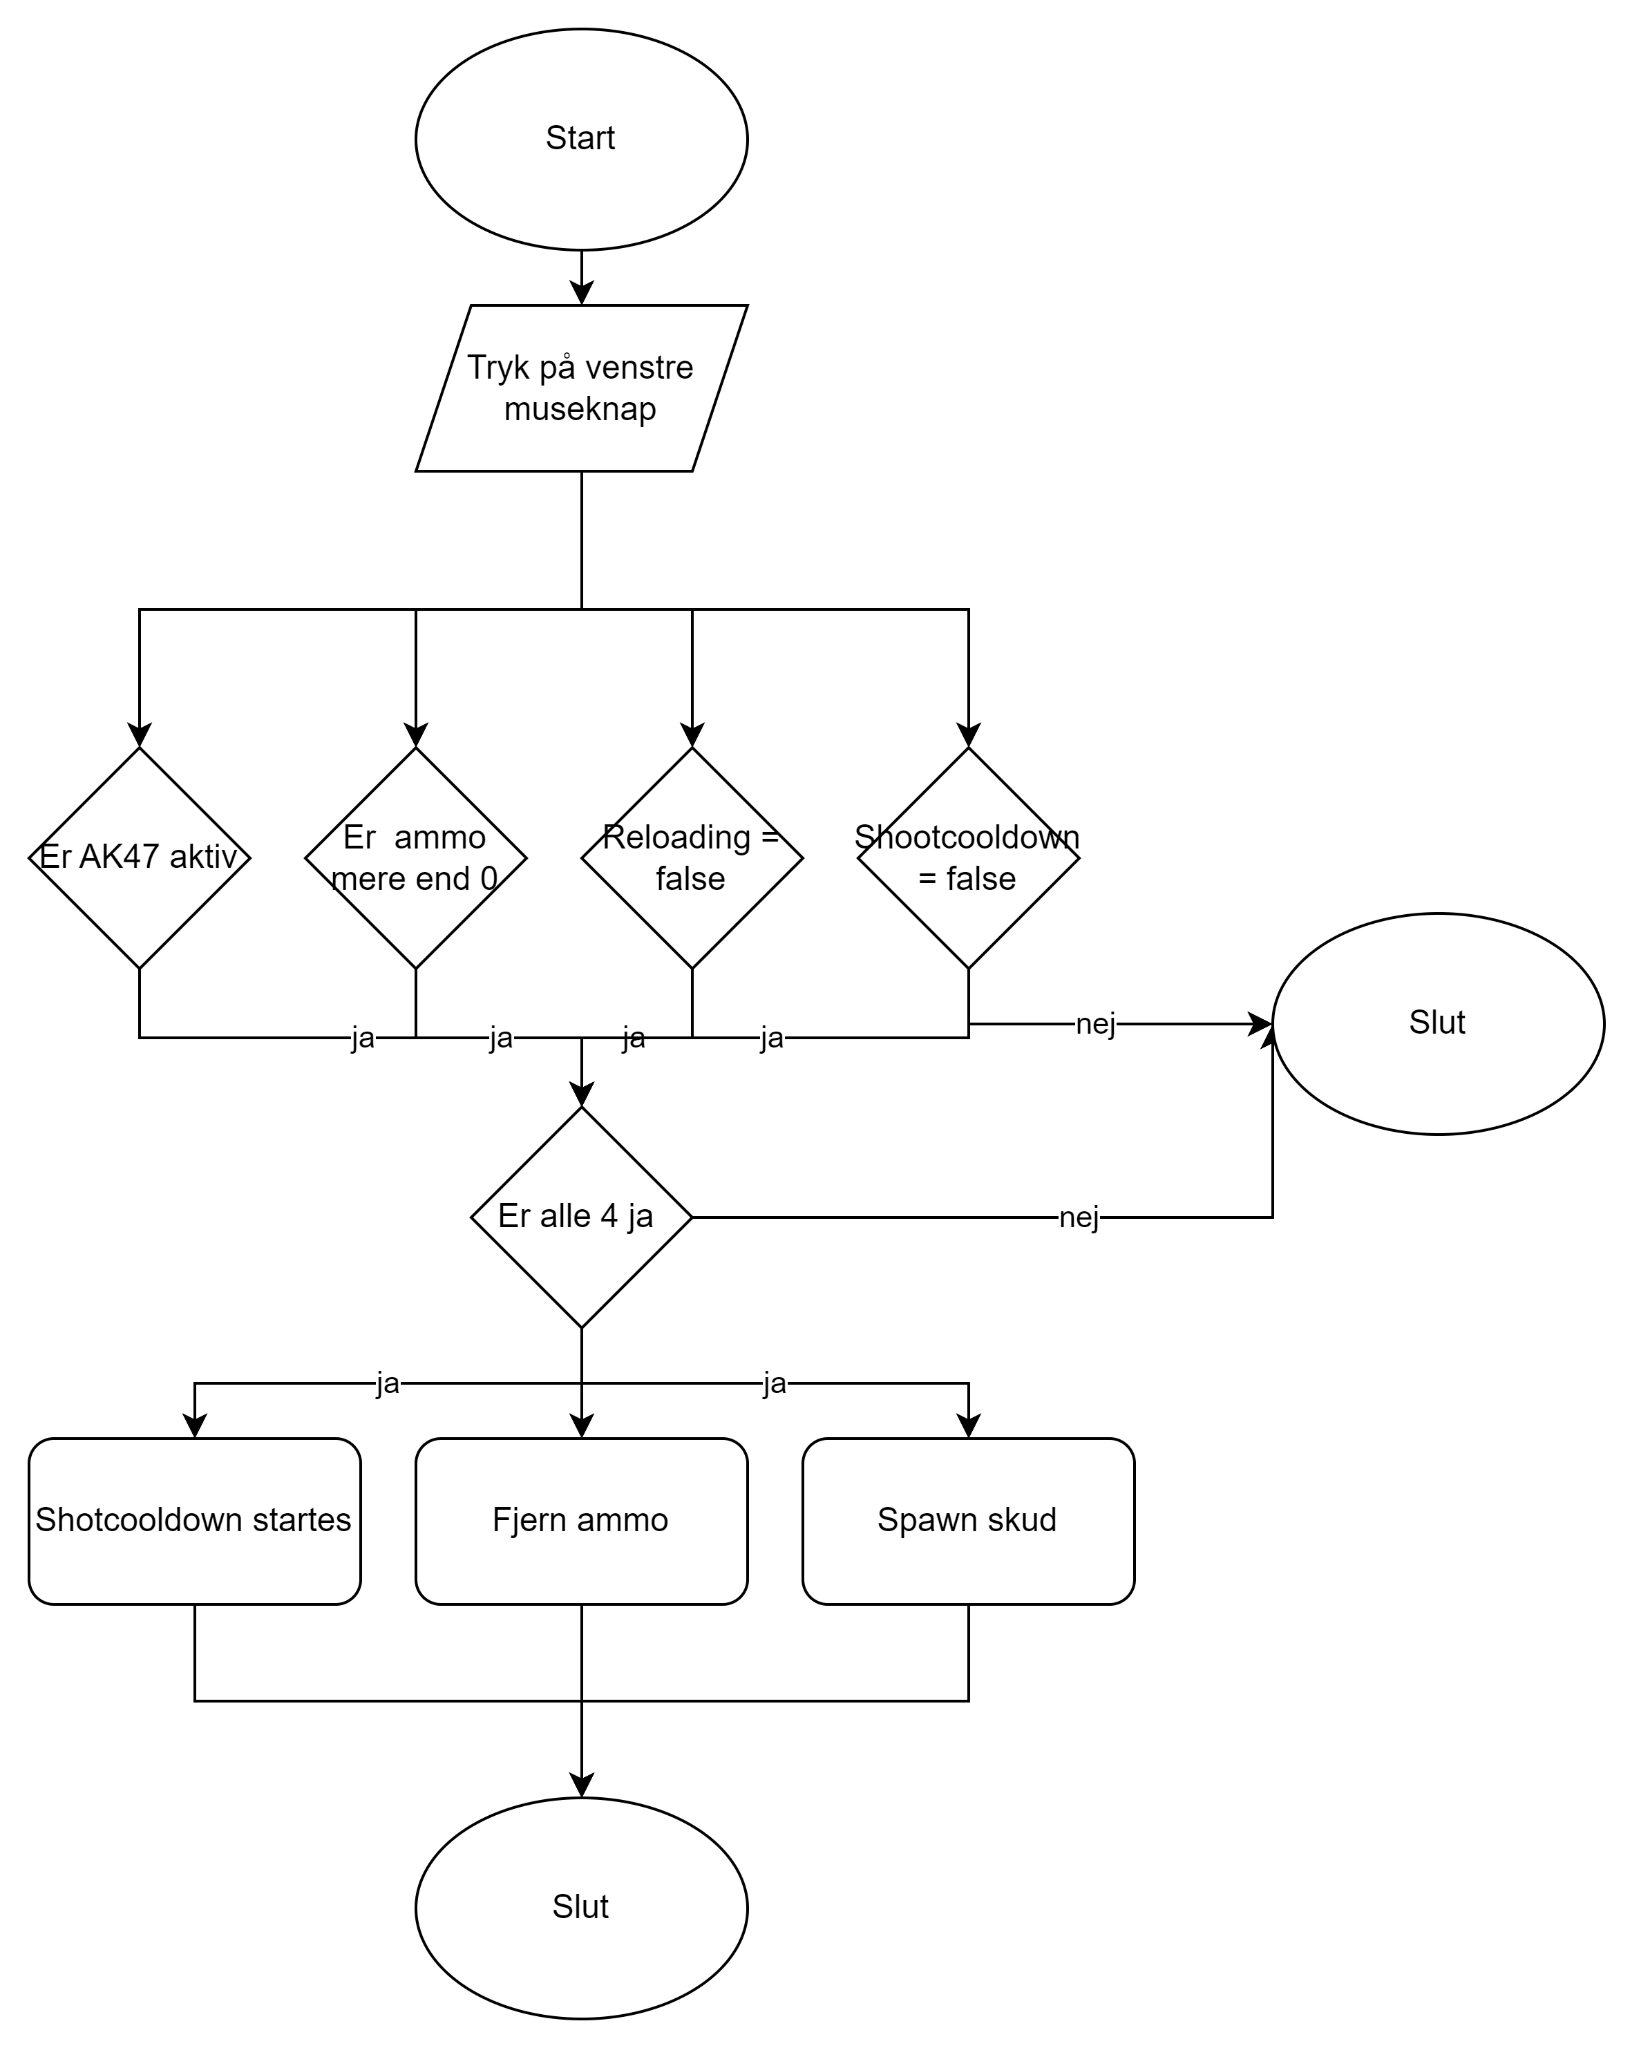 Start
Tryk på venstre
museknap
Er AK47 aktiv
Er  ammo
mere end 0
Reloading =
false
Shootcooldown
= false
ja
ja
ja
ja
nej
Slut
Er alle 4 ja
nej
ja
ja
Shotcooldown startes
Fjern ammo
Spawn skud
Slut